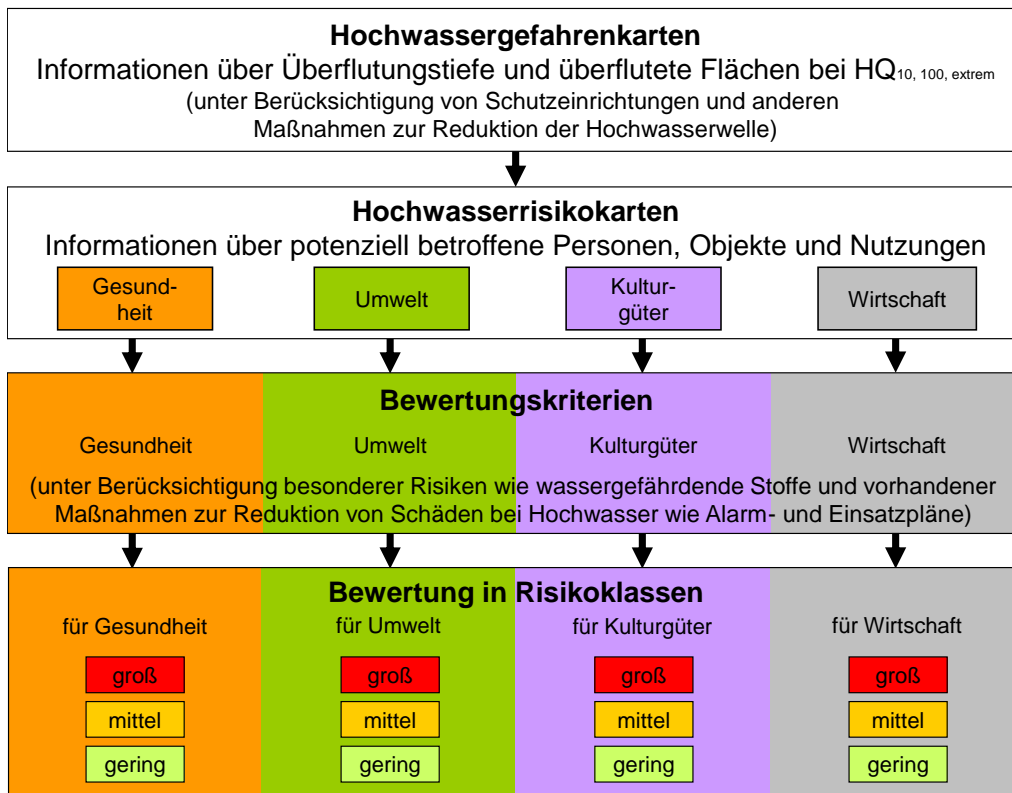 Hochwassergefahrenkarten
Informationen über Überflutungstiefe und überflutete Flächen bei HQ10, 100, extrem
(unter Berücksichtigung von Schutzeinrichtungen und anderen
Maßnahmen zur Reduktion der Hochwasserwelle)
Hochwasserrisikokarten
Informationen über potenziell betroffene Personen, Objekte und Nutzungen
Gesund-
heit
Umwelt
Kultur-
güter
Wirtschaft
Bewertungskriterien
Gesundheit Umwelt Kulturgüter Wirtschaft
(unter Berücksichtigung besonderer Risiken wie wassergefährdende Stoffe und vorhandener
Maßnahmen zur Reduktion von Schäden bei Hochwasser wie Alarm- und Einsatzpläne)
Bewertung in Risikoklassen
für Gesundheit für Umwelt für Kulturgüter für Wirtschaft
groß groß groß groß
mittel mittel mittel mittel
gering gering gering gering